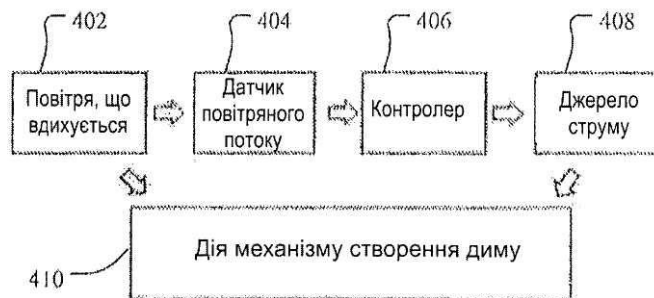 402
404
406
408
Повітря, що
вдихується
Датчик
повітряного
потоку
Контролер
Джерело
струму
Дія механізму створення диму
410